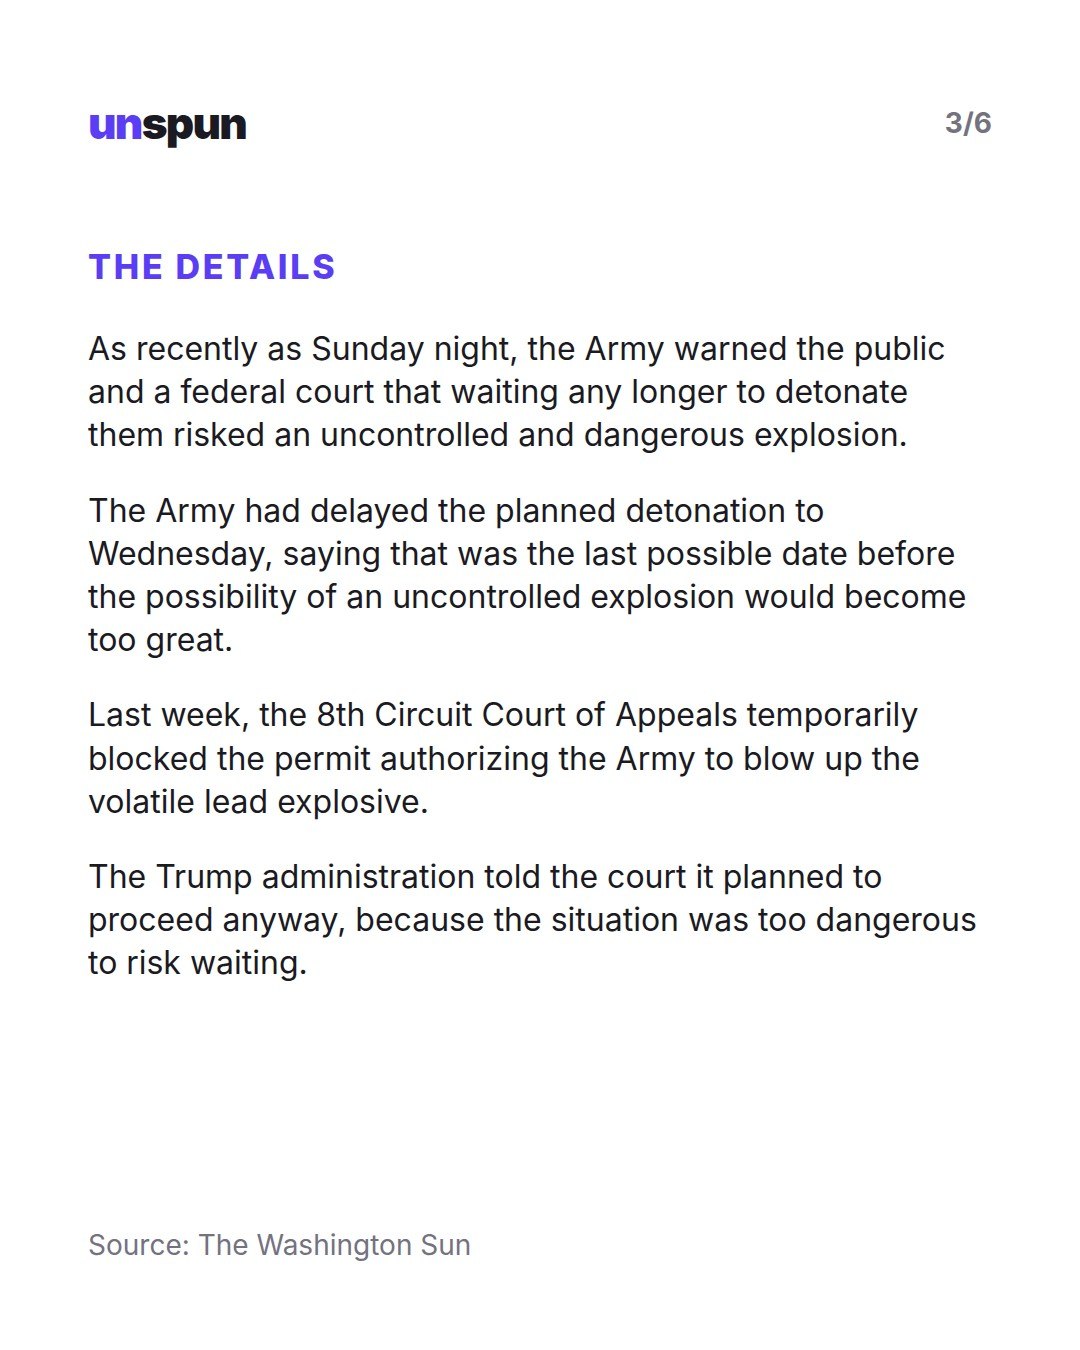 unspun
3/6
THE DETAILS
As recently as Sunday night, the Army warned the public
and a federal court that waiting any longer to detonate
them risked an uncontrolled and dangerous explosion.
The Army had delayed the planned detonation to
Wednesday, saying that was the last possible date before
the possibility of an uncontrolled explosion would become
too great.
Last week, the 8th Circuit Court of Appeals temporarily
blocked the permit authorizing the Army to blow up the
volatile lead explosive.
The Trump administration told the court it planned to
proceed anyway, because the situation was too dangerous
to risk waiting.
Source: The Washington Sun